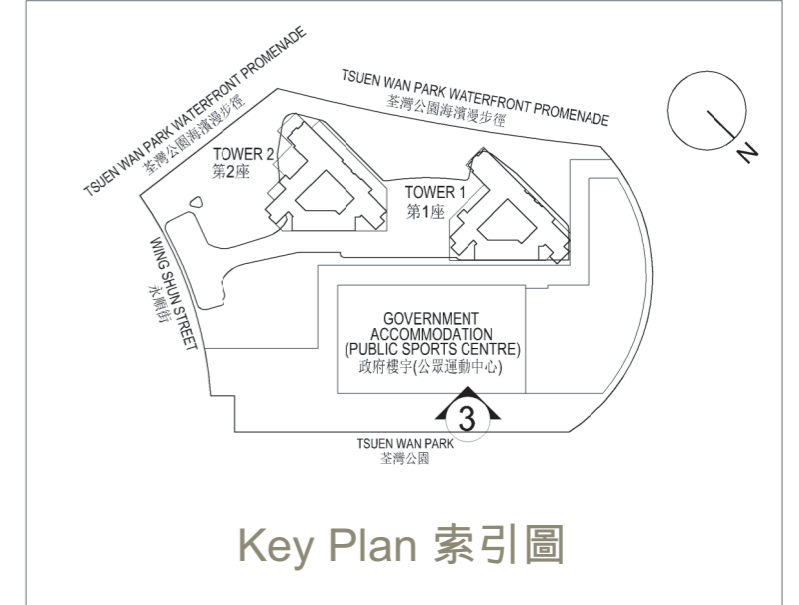 TSUEN WAN PARK WATERFRONT PROMENADE
荃灣公園海濱漫步徑
TSUEN WAN PARK WATERFRONT PROMENADE
荃灣公園海濱漫步徑
N
TOWER 2
第2座
TOWER 1
第1座
WING SHUN STREET
永順街
GOVERNMENT
ACCOMMODATION
(PUBLIC SPORTS CENTRE)
政府樓宇(公眾運動中心)
3
TSUEN WAN PARK
荃灣公園
Key Plan 索引圖